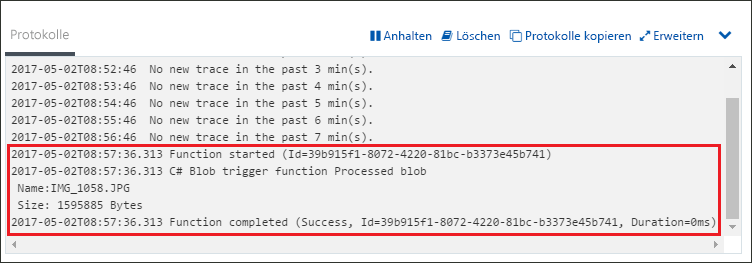 Protokolle
Anhalten Löschen Protokolle kopieren Erweitern
2017-05-02T08:52:46  No new trace in the past 3 min(s).
2017-05-02T08:53:46  No new trace in the past 4 min(s).
2017-05-02T08:54:46  No new trace in the past 5 min(s).
2017-05-02T08:55:46  No new trace in the past 6 min(s).
2017-05-02T08:56:46  No new trace in the past 7 min(s).
2017-05-02T08:57:36.313 Function started (Id=39b915f1-8072-4220-81bc-b3373e45b741)
2017-05-02T08:57:36.313 C# Blob trigger function Processed blob
Name:IMG_1058.JPG
Size: 1595885 Bytes
2017-05-02T08:57:36.313 Function completed (Success, Id=39b915f1-8072-4220-81bc-b3373e45b741, Duration=0ms)